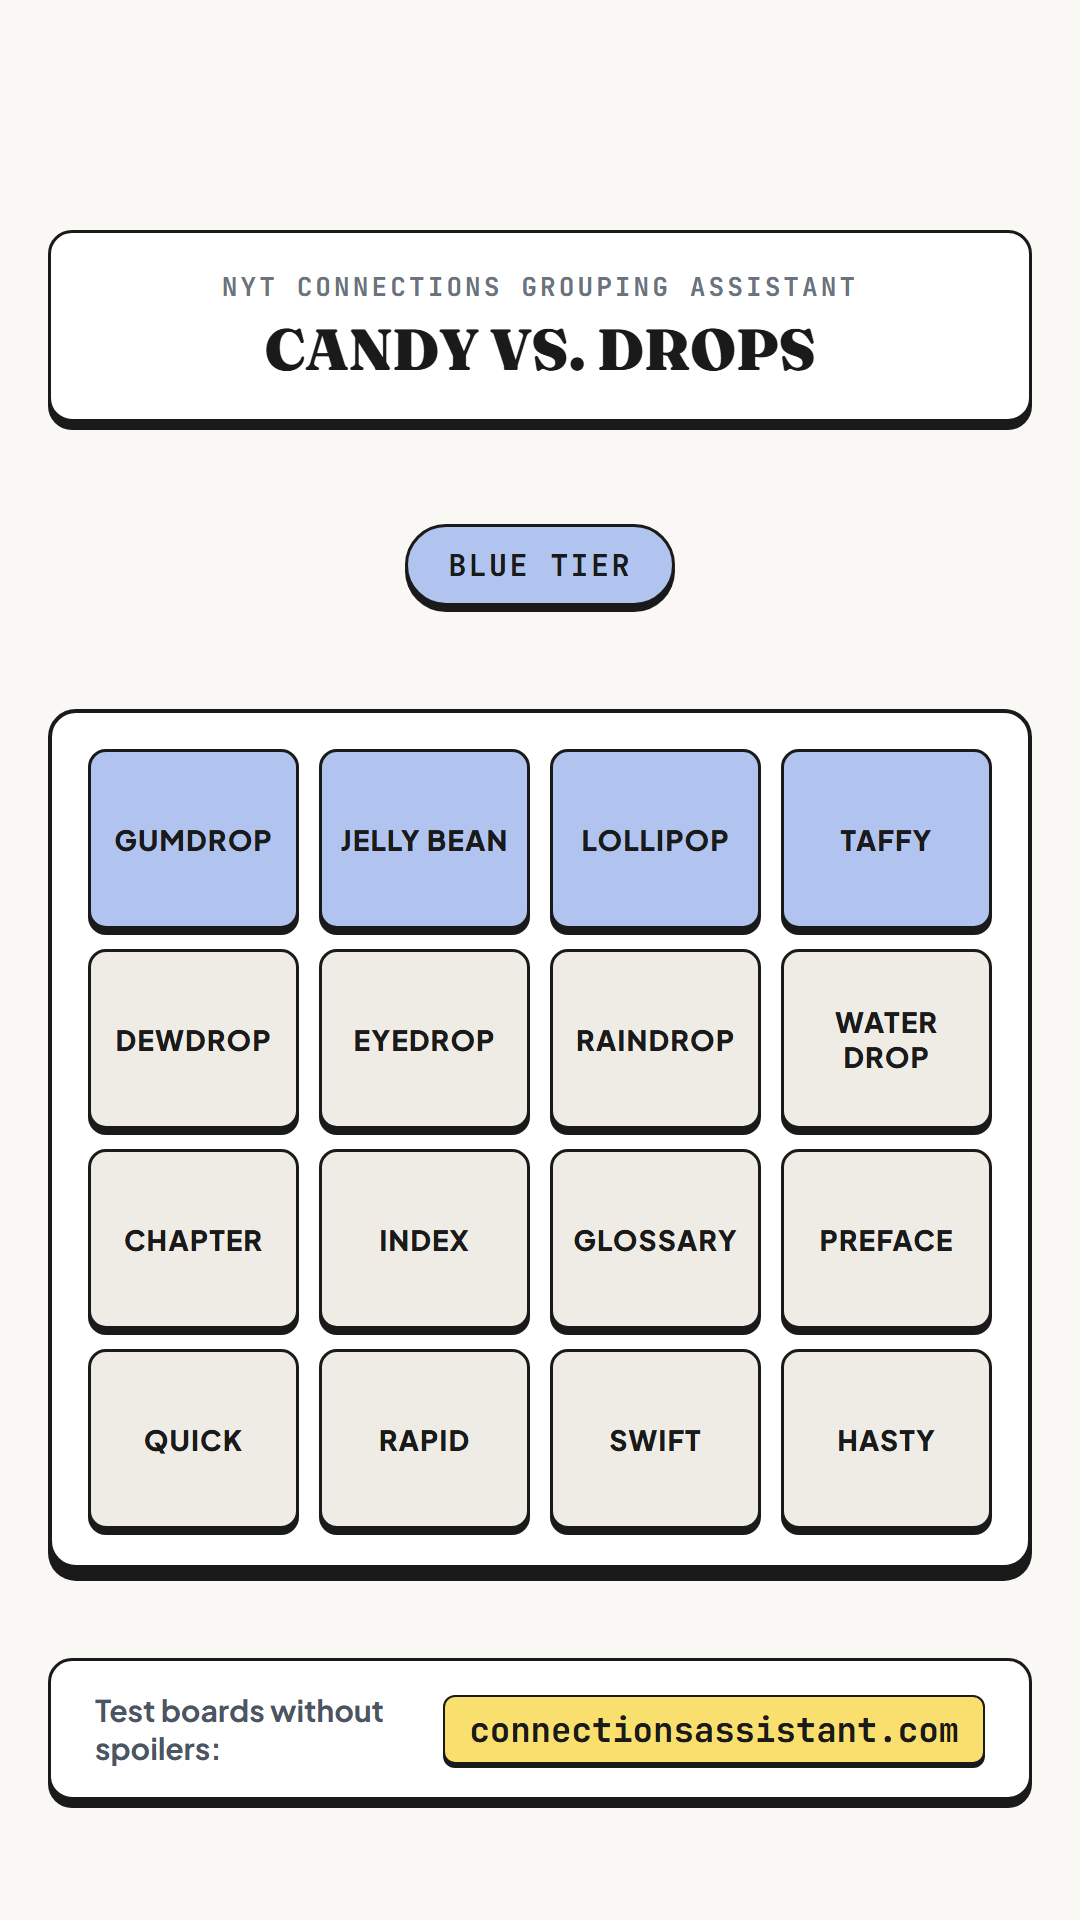 NYT CONNECTIONS GROUPING ASSISTANT
CANDY VS. DROPS
BLUE TIER
GUMDROP JELLY BEAN LOLLIPOP TAFFY
DEWDROP EYEDROP RAINDROP WATER DROP
CHAPTER INDEX GLOSSARY PREFACE
QUICK RAPID SWIFT HASTY
Test boards without
spoilers:
connectionsassistant.com